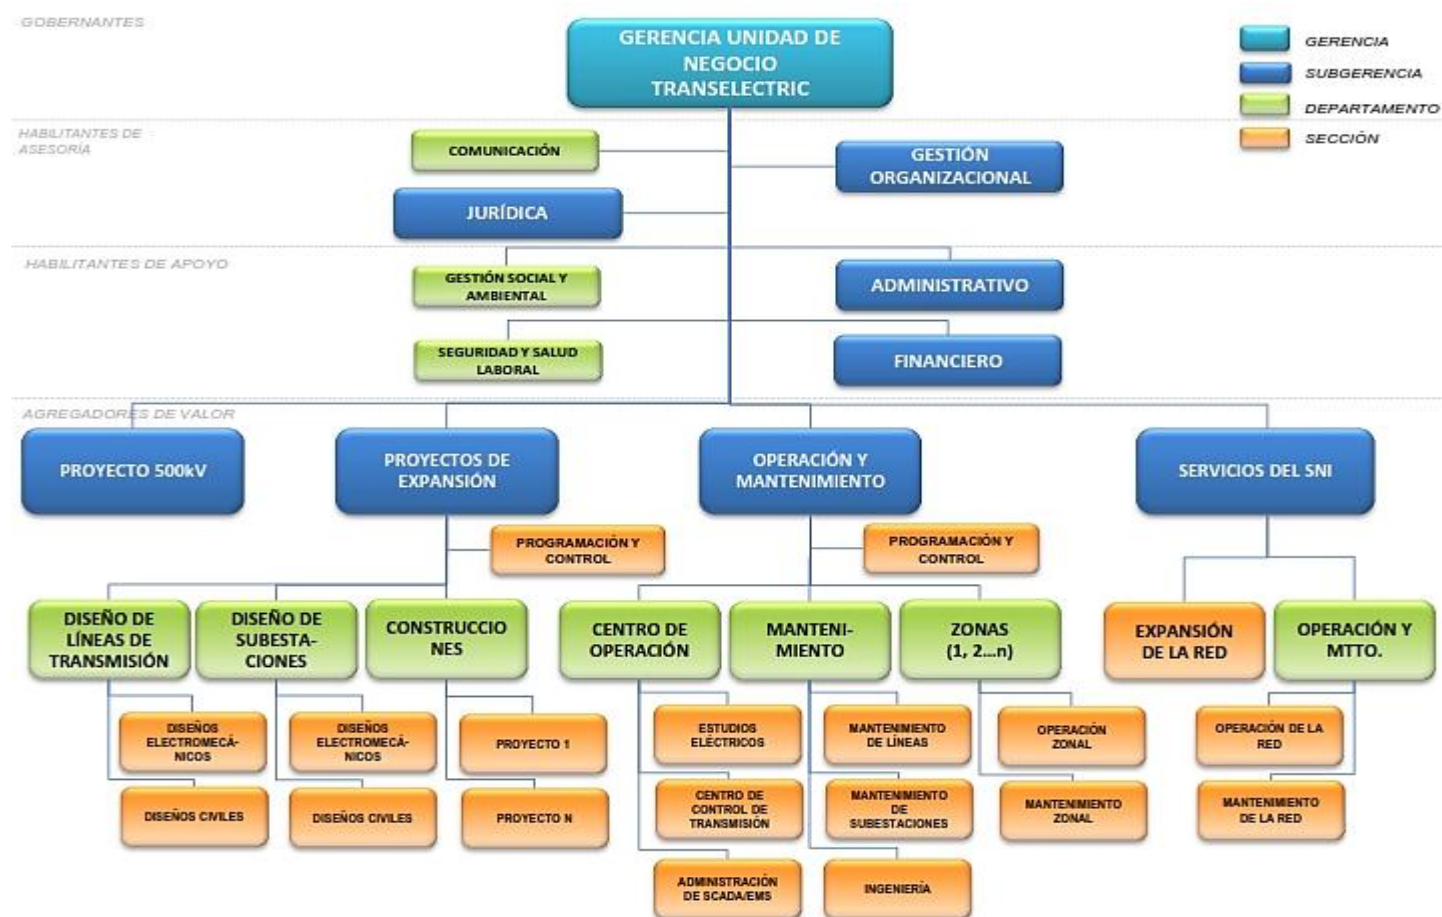 GOBERNANTES
GERENCIA UNIDAD DE
NEGOCIO
TRANSELECTRIC
GERENCIA
SUBGERENCIA
DEPARTAMENTO
SECCIÓN
HABILITANTES DE
ASESORÍA
COMUNICACIÓN
GESTIÓN
ORGANIZACIONAL
JURÍDICA
HABILITANTES DE APOYO
GESTIÓN SOCIAL Y
AMBIENTAL
ADMINISTRATIVO
SEGURIDAD Y SALUD
LABORAL
FINANCIERO
AGREGADORES DE VALOR
PROYECTO 500kV
PROYECTOS DE
EXPANSIÓN
OPERACIÓN Y
MANTENIMIENTO
SERVICIOS DEL SNI
PROGRAMACIÓN Y
CONTROL
PROGRAMACIÓN Y
CONTROL
DISEÑO DE
LÍNEAS DE
TRANSMISIÓN
DISEÑO DE
SUBESTA-
CIONES
CONSTRUCCIO
NES
CENTRO DE
OPERACIÓN
MANTENI-
MIENTO
ZONAS
(1, 2...n)
EXPANSIÓN
DE LA RED
OPERACIÓN Y
MTTO.
DISEÑOS
ELECTROMECÁ-
NICOS
DISEÑOS
ELECTROMECÁ-
NICOS
PROYECTO 1
ESTUDIOS
ELÉCTRICOS
MANTENIMIENTO
DE LÍNEAS
OPERACIÓN
ZONAL
OPERACIÓN DE LA
RED
DISEÑOS CIVILES
DISEÑOS CIVILES
PROYECTO N
CENTRO DE
CONTROL DE
TRANSMISIÓN
MANTENIMIENTO
DE
SUBESTACIONES
MANTENIMIENTO
ZONAL
MANTENIMIENTO
DE LA RED
ADMINISTRACIÓN
DE SCADA/EMS
INGENIERÍA